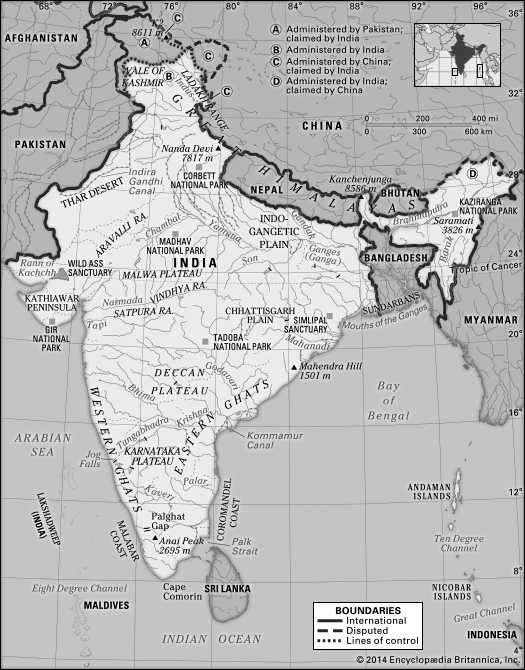 72°
C
K2
8611 m
A
C
C
A Administered by Pakistan;
claimed by India
B Administered by India
C Administered by China;
claimed by India
D Administered by India;
claimed by China
92°
96°
36°
AFGHANISTAN
VALE OF
KASHMIR
B
Indus
LADAKH RANGE
C
32°
PAKISTAN
CHINA
0 200 400 mi
0 300 600 km
Nanda Devi
7817 m
CORBETT
NATIONAL PARK
GREAT HIMALAYAS
Indira
Gandhi
Canal
THAR DESERT
NEPAL
Kanchenjunga
8586 m
BHUTAN
D
28°
KAZIRANGA
NATIONAL PARK
Brahmaputra
Saramati
3826 m
ARAVALLI RA.
Chambal
Yamuna
INDO-
GANGETIC
PLAIN
Ghaghara
Ganges
(Ganga)
Barak
24°
Rann of
Kachchh
WILD ASS
SANCTUARY
MADHAV
NATIONAL PARK
INDIA
Son
BANGLADESH
Tropic of Cancer
MALWA PLATEAU
KATHIAWAR
PENINSULA
Narmada
VINDHYA RA.
SATPURA RA.
CHHATTISGARH
PLAIN
SIMLIPAL
SANCTUARY
SUNDARBANS
Mouths of the Ganges
MYANMAR
GIR
NATIONAL
PARK
Tapi
TADOBA
NATIONAL PARK
Mahanadi
20°
DECCAN
PLATEAU
Godavari
Mahendra Hill
1501 m
Bhima
WESTERN GHATS
EASTERN GHATS
Bay
of
Bengal
16°
ARABIAN
SEA
Tungabhadra
Krishna
Kommamur
Canal
Jog
Falls
KARNATAKA
PLATEAU
Palar
Kaveri
COROMANDEL
COAST
ANDAMAN
ISLANDS
12°
LAKSHADWEEP
(INDIA)
MALABAR
COAST
Palghat
Gap
Anai Peak
2695 m
Palk
Strait
Ten Degree
Channel
Eight Degree Channel
Cape
Comorin
SRI LANKA
NICOBAR
ISLANDS
8°
MALDIVES
Great Channel
BOUNDARIES
International
Disputed
Lines of control
INDIAN OCEAN
INDONESIA
4°
© 2014 Encyclopædia Britannica, Inc.